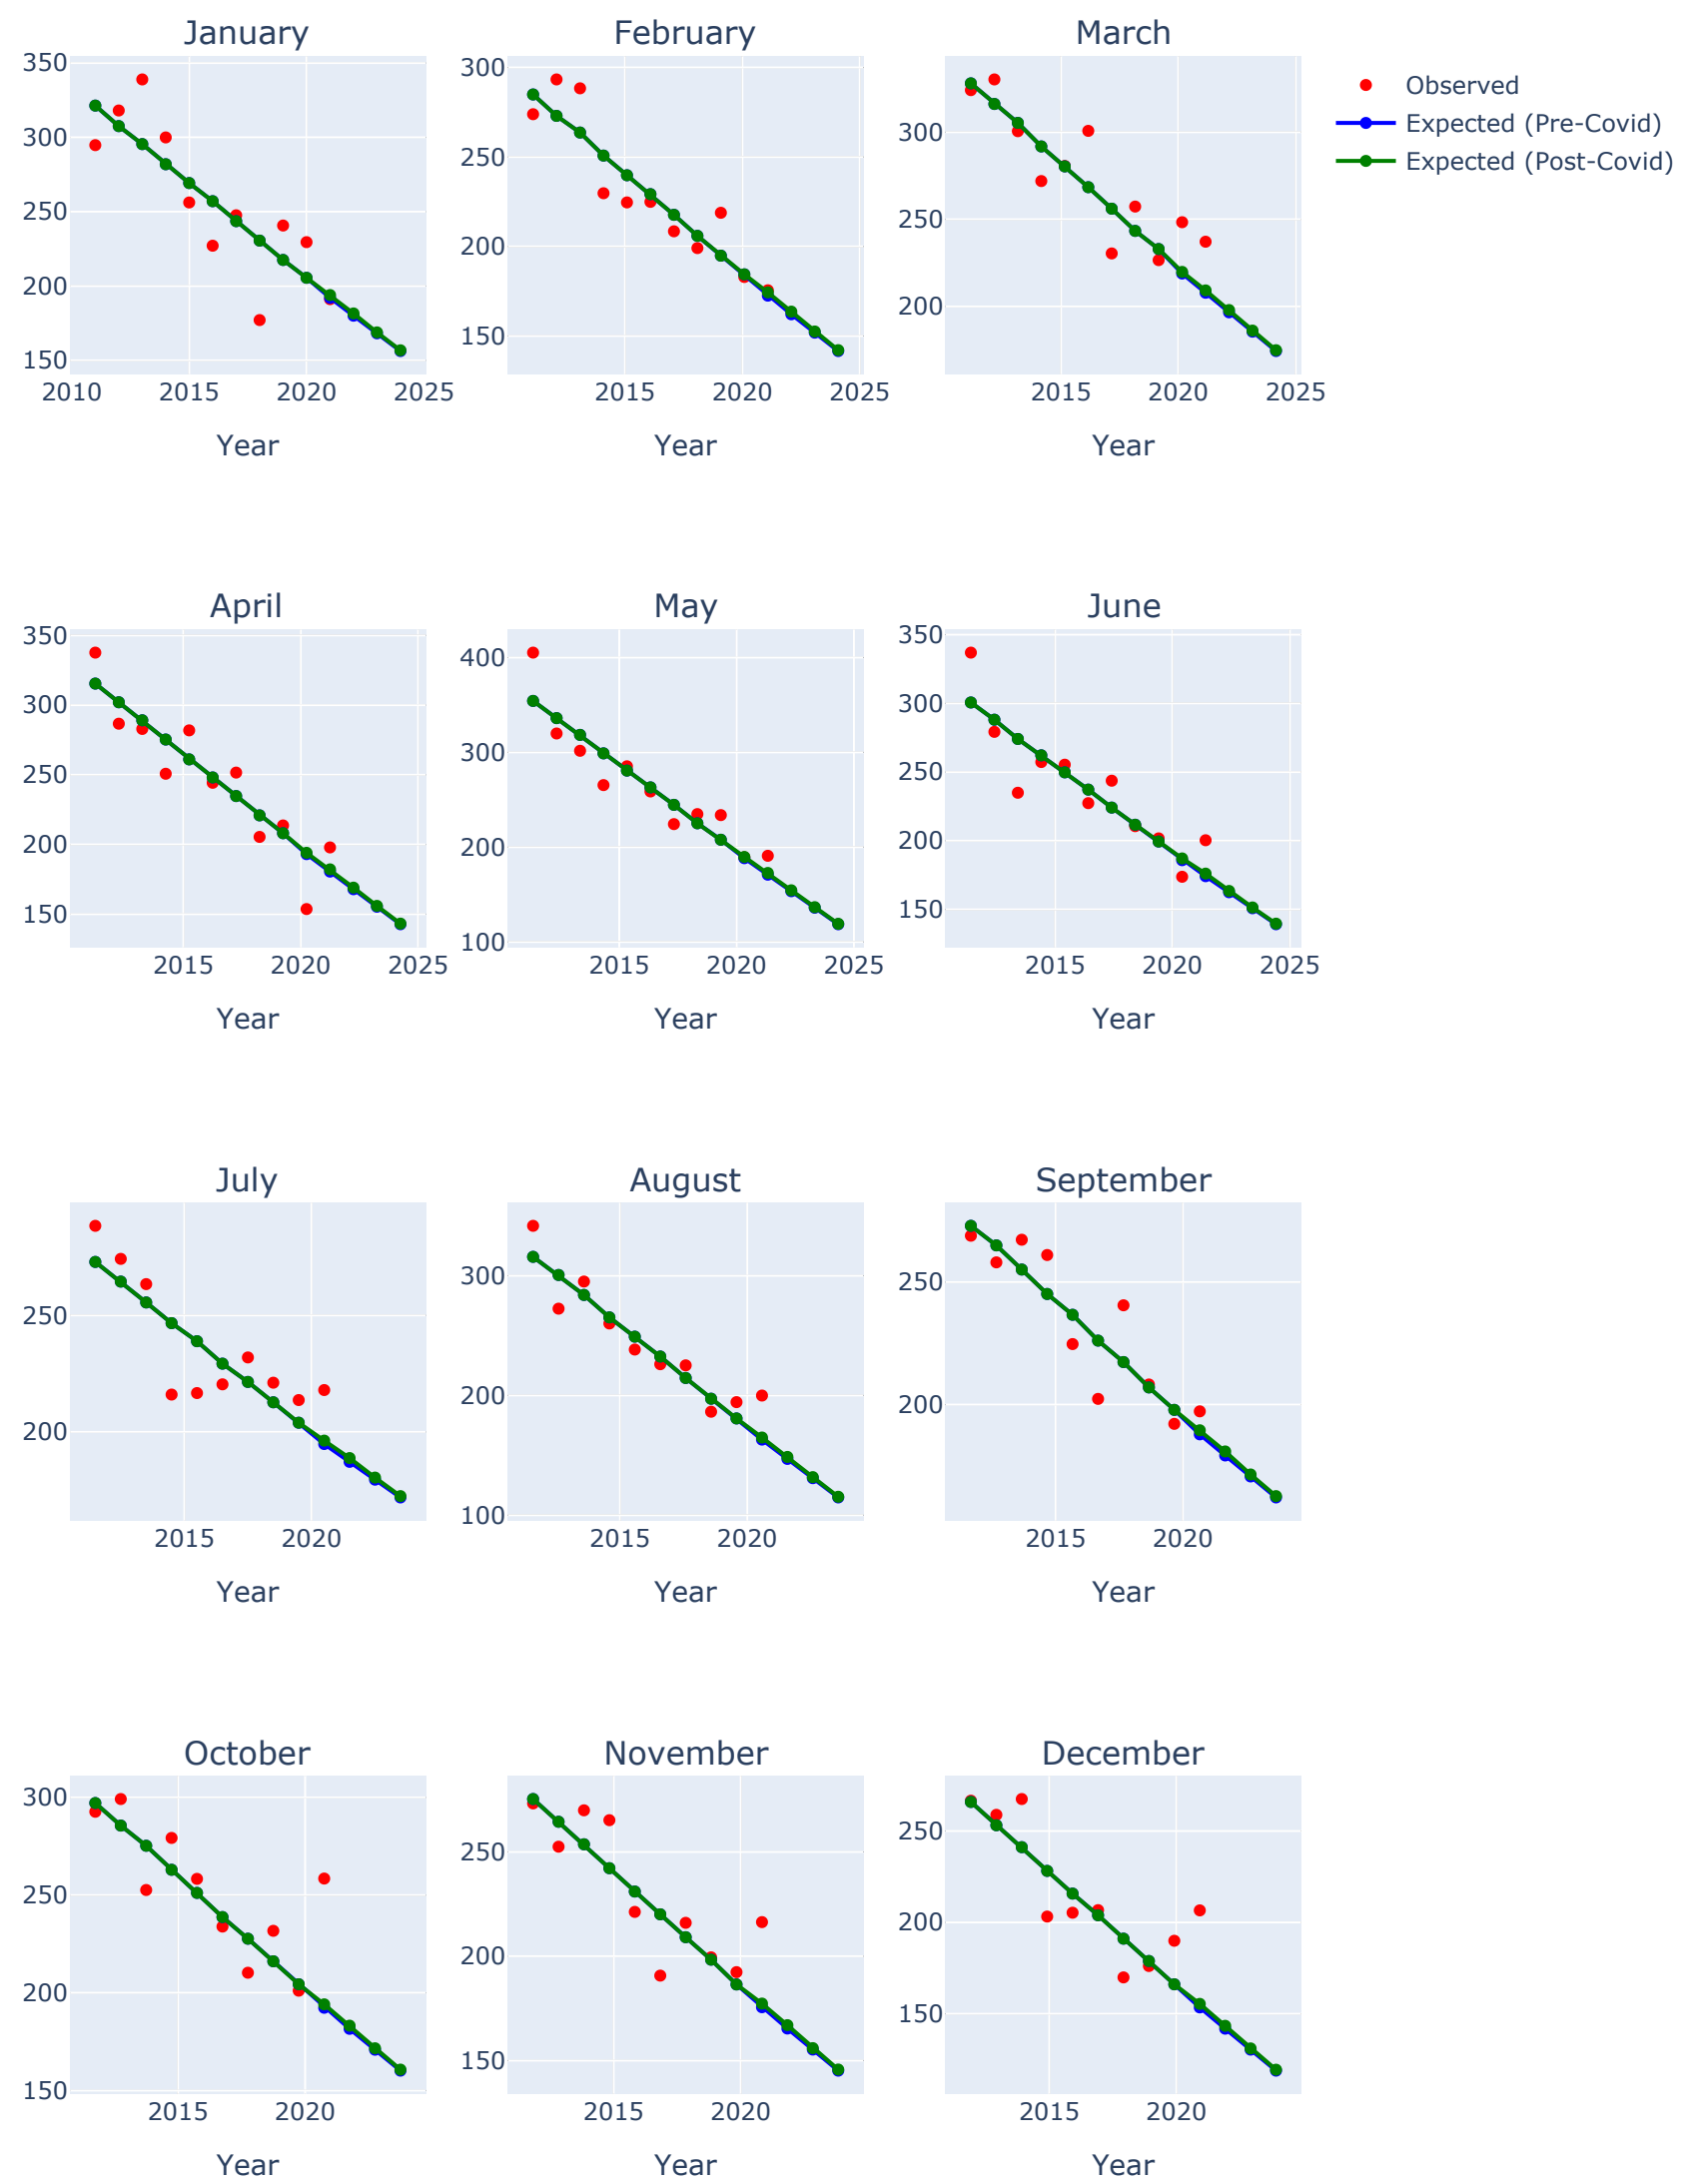 January
February
March
350
300
250
200
150
2010
2015
2020
2025
Year
300
250
200
150
2015
2020
2025
Year
300
250
200
2015
2020
2025
Year
Observed
Expected (Pre-Covid)
Expected (Post-Covid)
April
May
June
350
300
250
200
150
2015
2020
2025
Year
400
300
200
100
2015
2020
2025
Year
350
300
250
200
150
2015
2020
2025
Year
July
August
September
250
200
2015
2020
Year
300
200
100
2015
2020
Year
250
200
2015
2020
Year
October
November
December
300
250
200
150
2015
2020
Year
250
200
150
2015
2020
Year
250
200
150
2015
2020
Year